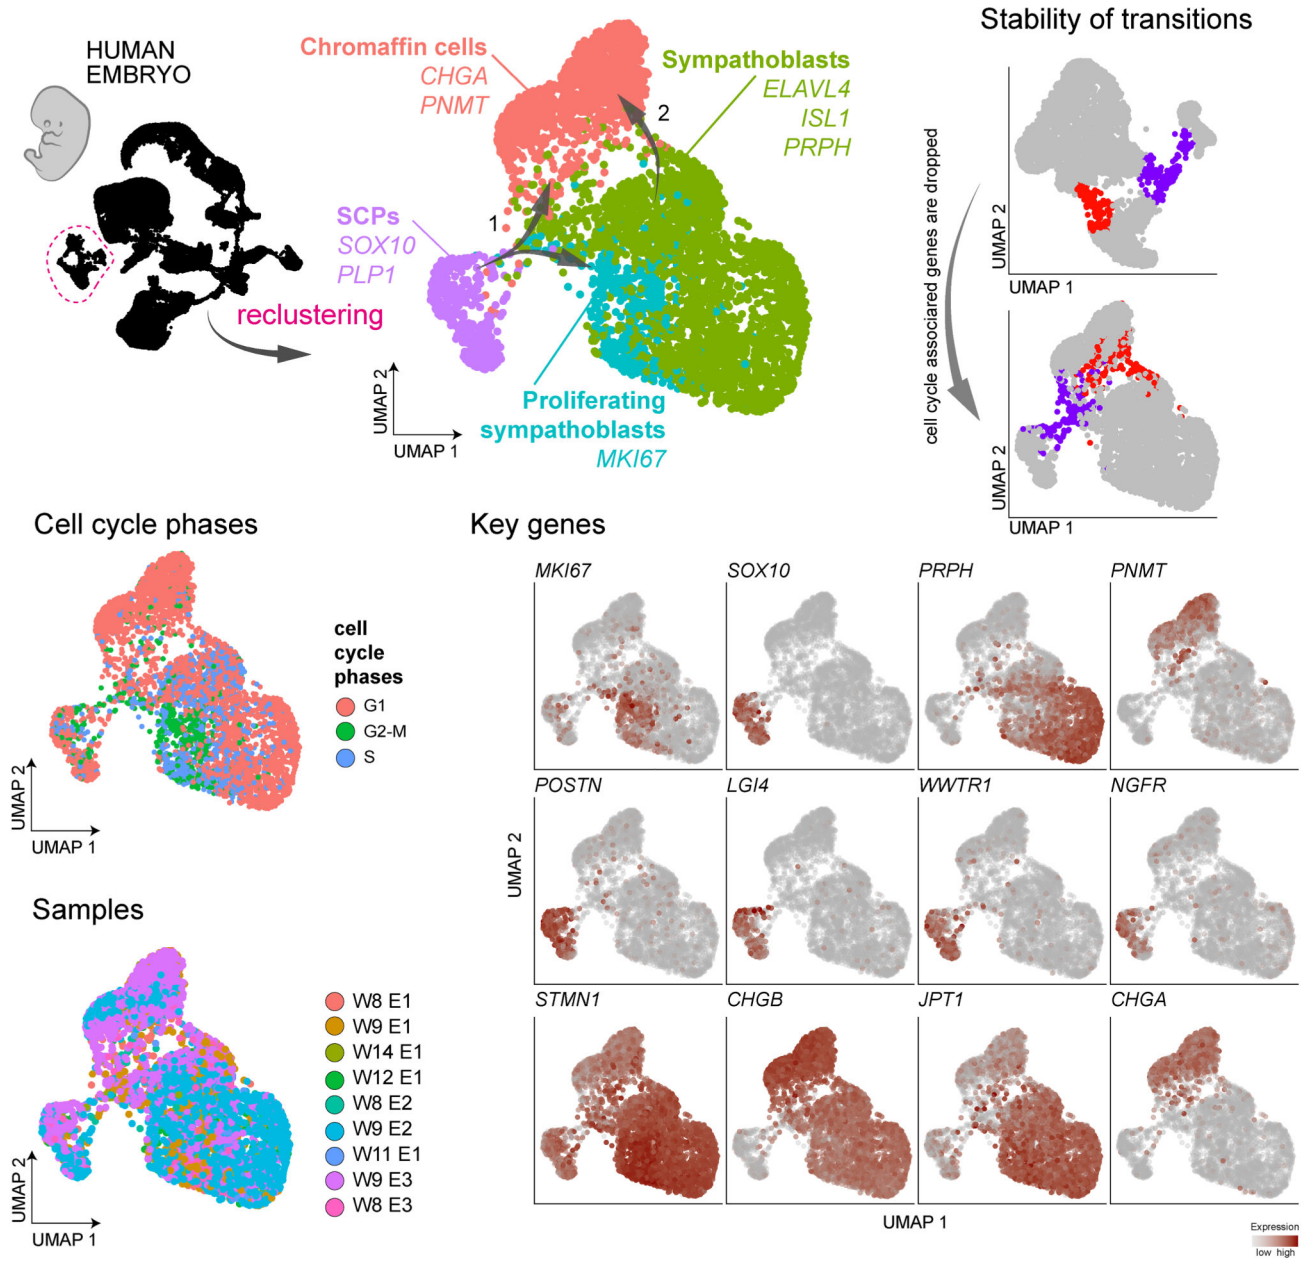 HUMAN
EMBRYO
reclustering
Chromaffin cells
CHGA
PNMT
Sympathoblasts
ELAVL4
ISL1
PRPH
SCPs
SOX10
PLP1
1
2
Proliferating
sympathoblasts
MKI67
UMAP 2
UMAP 1
Stability of transitions
UMAP 2
UMAP 1
cell cycle associared genes are dropped
UMAP 2
UMAP 1
Cell cycle phases
cell
cycle
phases
G1
G2-M
S
UMAP 2
UMAP 1
Samples
W8 E1
W9 E1
W14 E1
W12 E1
W8 E2
W9 E2
W11 E1
W9 E3
W8 E3
UMAP 2
UMAP 1
Key genes
MKI67
SOX10
PRPH
PNMT
POSTN
LGI4
WWTR1
NGFR
STMN1
CHGB
JPT1
CHGA
UMAP 2
UMAP 1
Expression
low high